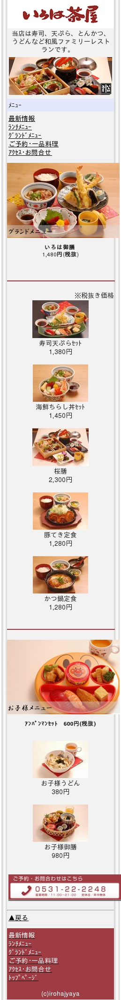 いろは茶屋
当店は寿司、天ぷら、とんかつ、
うどんなど和風ファミリーレスト
ランです。
ﾒﾆｭｰ
最新情報
ﾗﾝﾁﾒﾆｭｰ
ｸﾞﾗﾝﾄﾞﾒﾆｭｰ
ご予約･一品料理
ｱｸｾｽ･お問合せ
グランドメニュー
いろは御膳
1,480円(税抜)
※税抜き価格
寿司天ぷらｾｯﾄ
1,380円
海鮮ちらし丼ｾｯﾄ
1,450円
桜膳
2,300円
豚てき定食
1,280円
かつ鍋定食
1,280円
お子様メニュー
ｱﾝﾊﾟﾝﾏﾝｾｯﾄ　600円(税抜)
お子様うどん
380円
お子様御膳
980円
ご予約・お問合わせはこちら
0531-22-2248
営業時間／11:00〜21:00　定休日／年中無休
▲戻る
最新情報
ﾗﾝﾁﾒﾆｭｰ
ｸﾞﾗﾝﾄﾞﾒﾆｭｰ
ご予約･一品料理
ｱｸｾｽ･お問合せ
ﾄｯﾌﾟﾍﾟｰｼﾞ
(c)irohajyaya